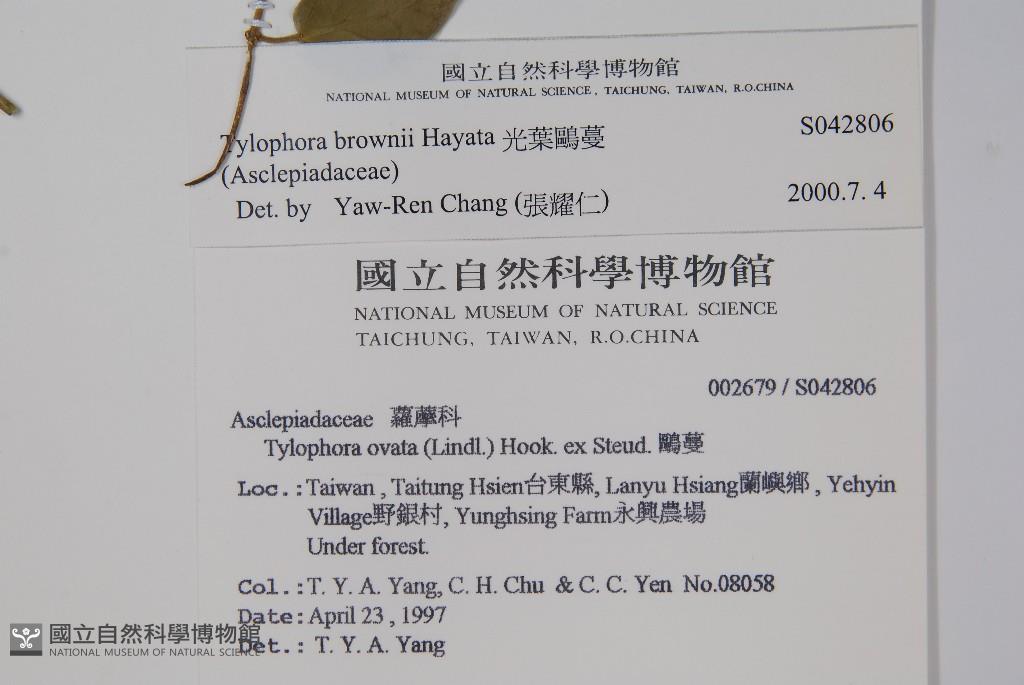 國立自然科學博物館
NATIONAL MUSEUM OF NATURAL SCIENCE, TAICHUNG, TAIWAN, R.O.CHINA
Tylophora brownii Hayata 光葉鷗蔓 S042806
(Asclepiadaceae)
Det. by Yaw-Ren Chang (張耀仁) 2000.7. 4
國立自然科學博物館
NATIONAL MUSEUM OF NATURAL SCIENCE
TAICHUNG, TAIWAN, R.O.CHINA
002679 / S042806
Asclepiadaceae 蘿藦科
Tylophora ovata (Lindl.) Hook. ex Steud. 鷗蔓
Loc.:Taiwan , Taitung Hsien台東縣, Lanyu Hsiang蘭嶼鄉 , Yehyin
Village野銀村, Yunghsing Farm永興農場
Under forest.
Col.:T. Y. A. Yang, C. H. Chu & C. C. Yen No.08058
Date:April 23 , 1997
Det.: T. Y. A. Yang
國立自然科學博物館
NATIONAL MUSEUM OF NATURAL SCIENCE